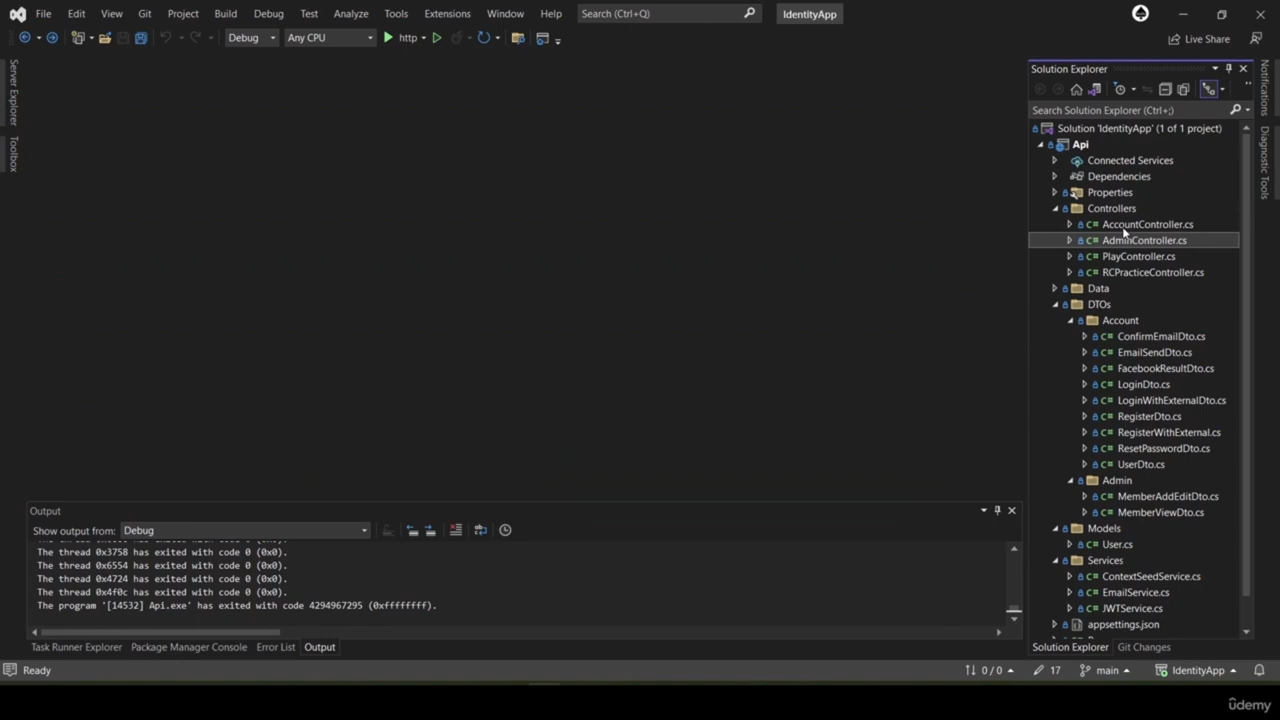 File Edit View Git Project Build Debug Test Analyze Tools Extensions Window Help Search (Ctrl+Q) IdentityApp
Debug Any CPU http Live Share
Server Explorer
Toolbox
Solution Explorer
Search Solution Explorer (Ctrl+;)
Solution 'IdentityApp' (1 of 1 project)
Api
Connected Services
Dependencies
Properties
Controllers
C# AccountController.cs
C# AdminController.cs
C# PlayController.cs
C# RCPracticeController.cs
Data
DTOs
Account
C# ConfirmEmailDto.cs
C# EmailSendDto.cs
C# FacebookResultDto.cs
C# LoginDto.cs
C# LoginWithExternalDto.cs
C# RegisterDto.cs
C# RegisterWithExternal.cs
C# ResetPasswordDto.cs
C# UserDto.cs
Admin
C# MemberAddEditDto.cs
C# MemberViewDto.cs
Models
C# User.cs
Services
C# ContextSeedService.cs
C# EmailService.cs
C# JWTService.cs
appsettings.json
Solution Explorer Git Changes
Notifications
Diagnostic Tools
Output
Show output from: Debug
The thread 0x3758 has exited with code 0 (0x0).
The thread 0x6554 has exited with code 0 (0x0).
The thread 0x4724 has exited with code 0 (0x0).
The thread 0x4f0c has exited with code 0 (0x0).
The program '[14532] Api.exe' has exited with code 4294967295 (0xffffffff).
Task Runner Explorer Package Manager Console Error List Output
Ready 0 / 0 17 main IdentityApp
ûdemy